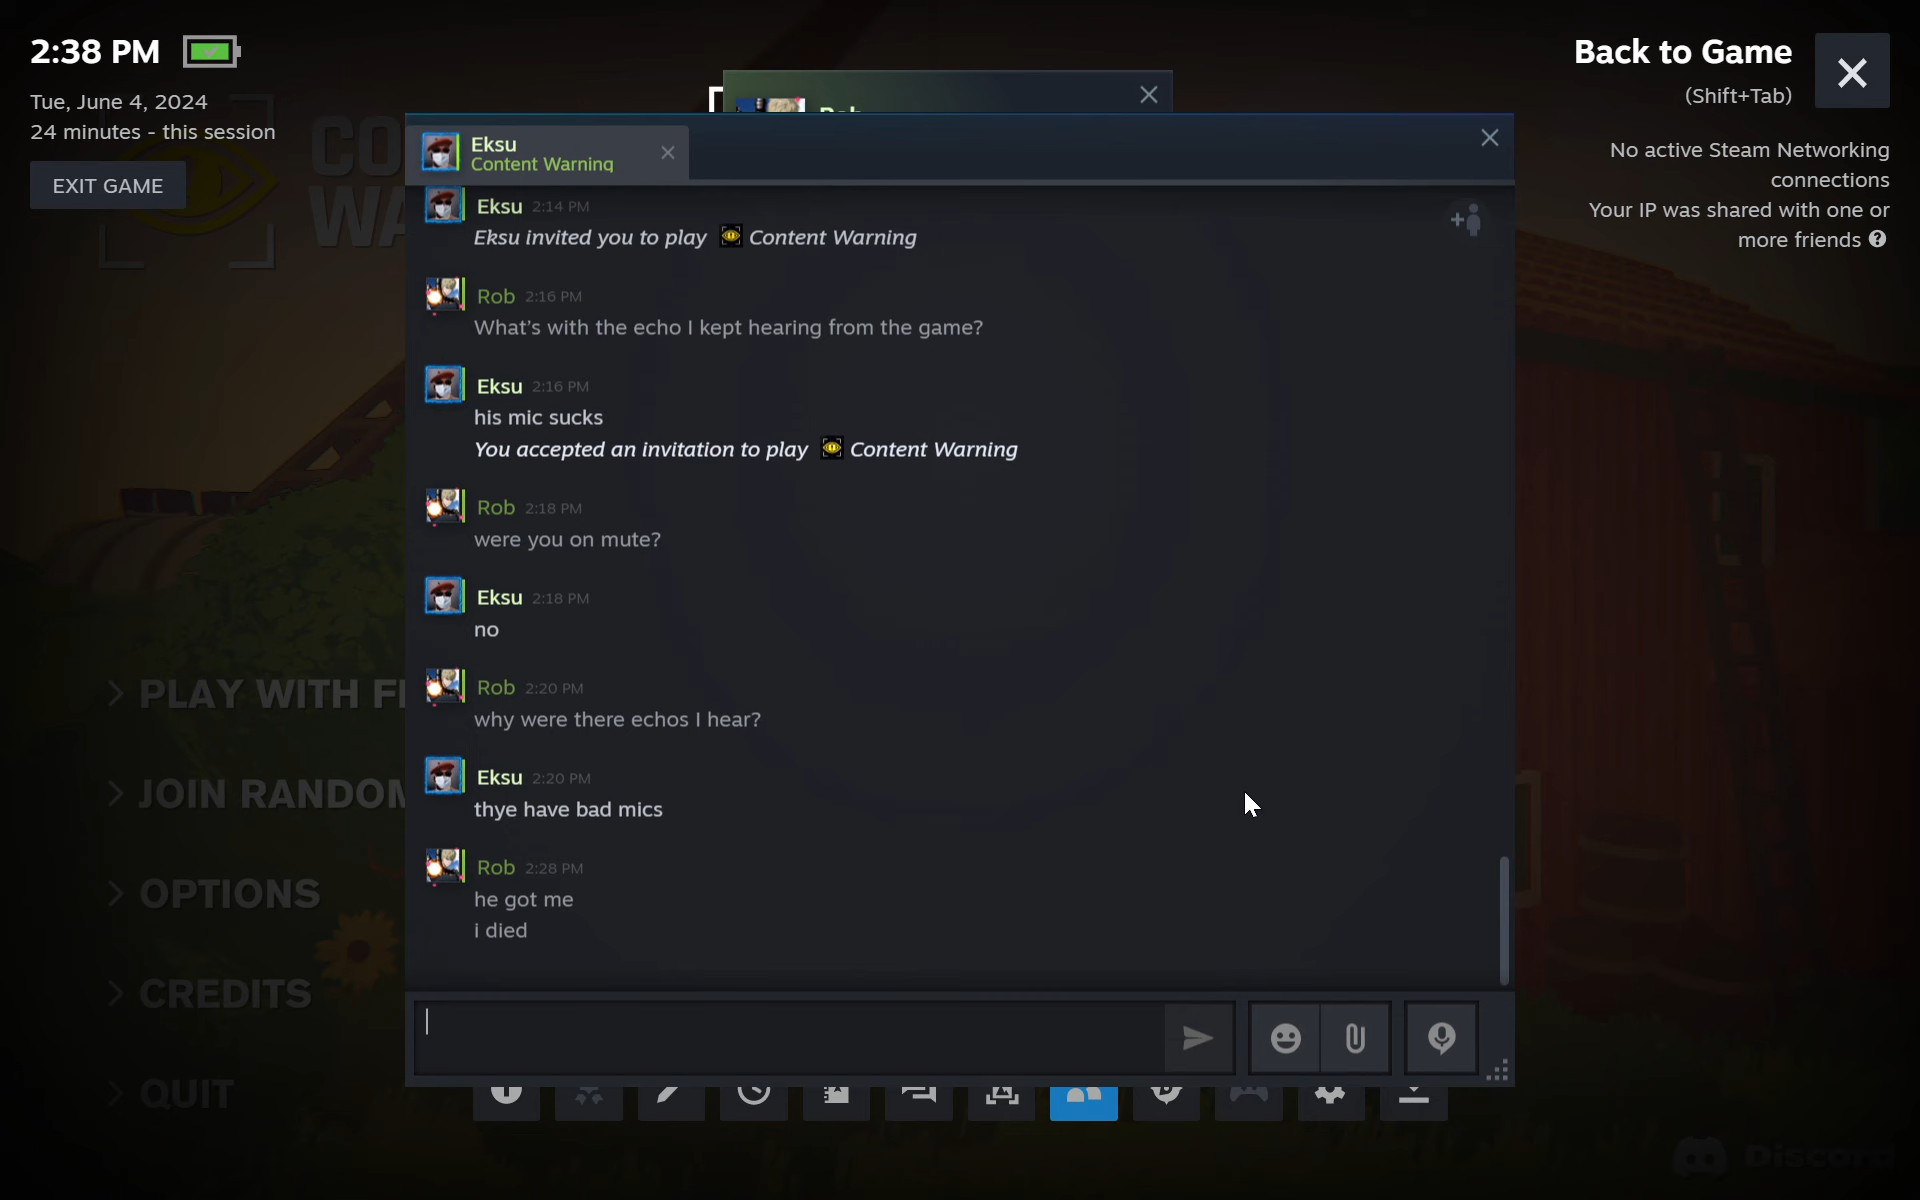 2:38 PM
Tue, June 4, 2024
24 minutes - this session
EXIT GAME
Back to Game
(Shift+Tab)
No active Steam Networking
connections
Your IP was shared with one or
more friends
CO
WA
Rob
Eksu
Content Warning
Eksu 2:14 PM
Eksu invited you to play Content Warning
Rob 2:16 PM
What's with the echo I kept hearing from the game?
Eksu 2:16 PM
his mic sucks
You accepted an invitation to play Content Warning
Rob 2:18 PM
were you on mute?
Eksu 2:18 PM
no
Rob 2:20 PM
why were there echos I hear?
Eksu 2:20 PM
thye have bad mics
Rob 2:28 PM
he got me
i died
> PLAY WITH F
> JOIN RANDOM
> OPTIONS
> CREDITS
> QUIT
Discord